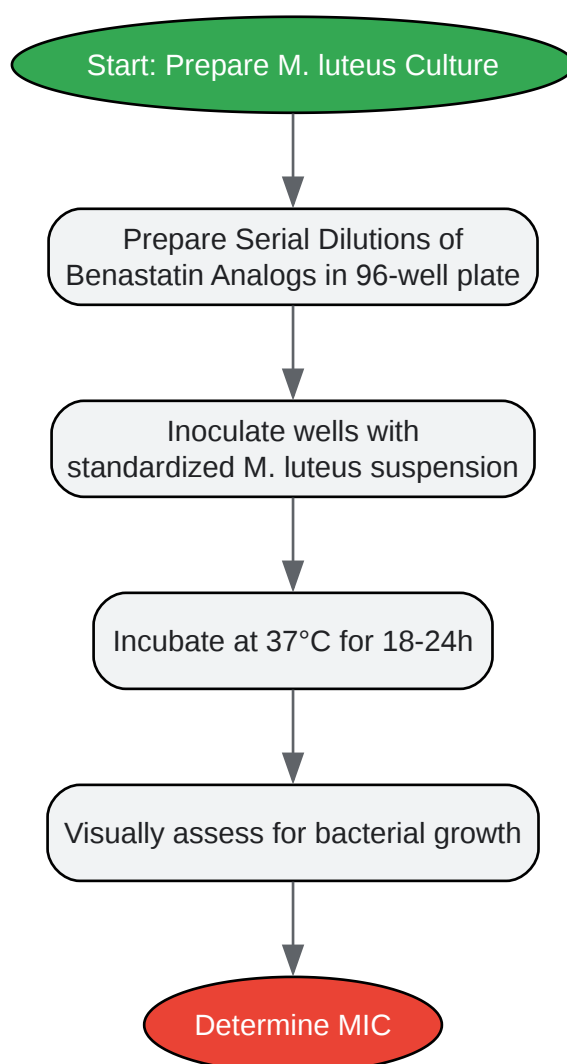 Start: Prepare M. luteus Culture
Prepare Serial Dilutions of
Benastatin Analogs in 96-well plate
Inoculate wells with
standardized M. luteus suspension
Incubate at 37°C for 18-24h
Visually assess for bacterial growth
Determine MIC